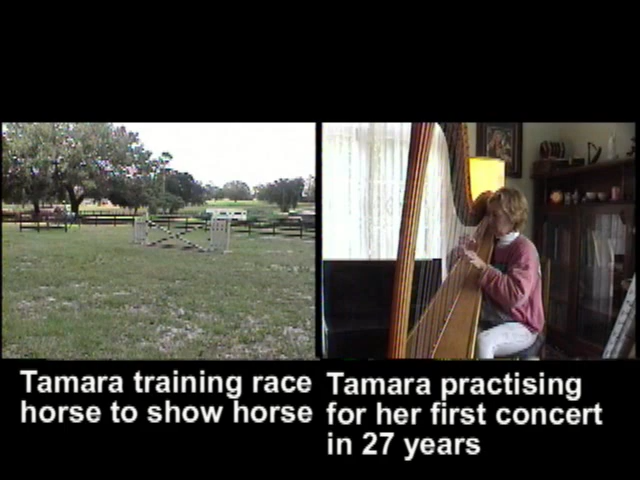 Tamara training race
horse to show horse
Tamara practising
for her first concert
in 27 years